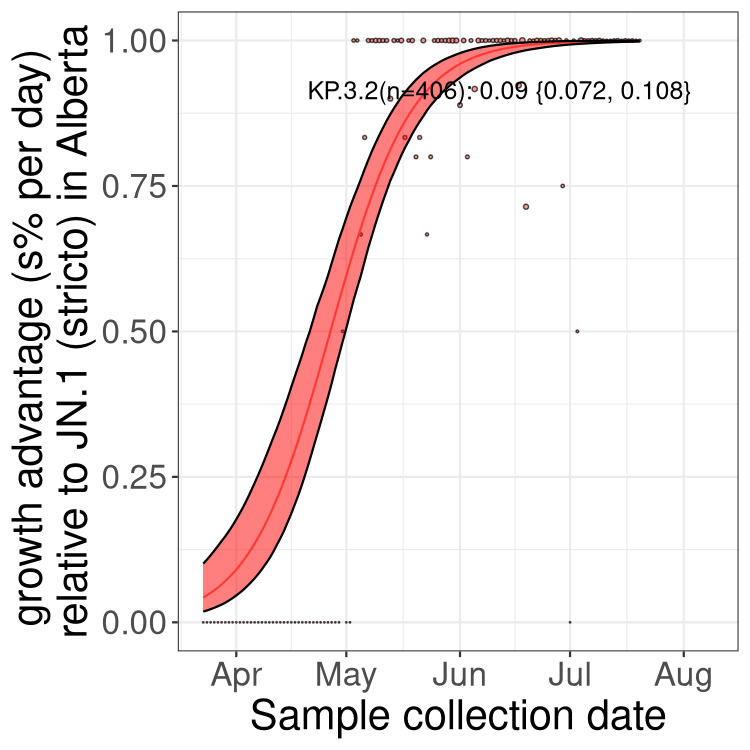 growth advantage (s% per day)
relative to JN.1 (stricto) in Alberta
1.00
0.75
0.50
0.25
0.00
KP.3.2(n=406): 0.09 {0.072, 0.108}
Apr May Jun Jul Aug
Sample collection date